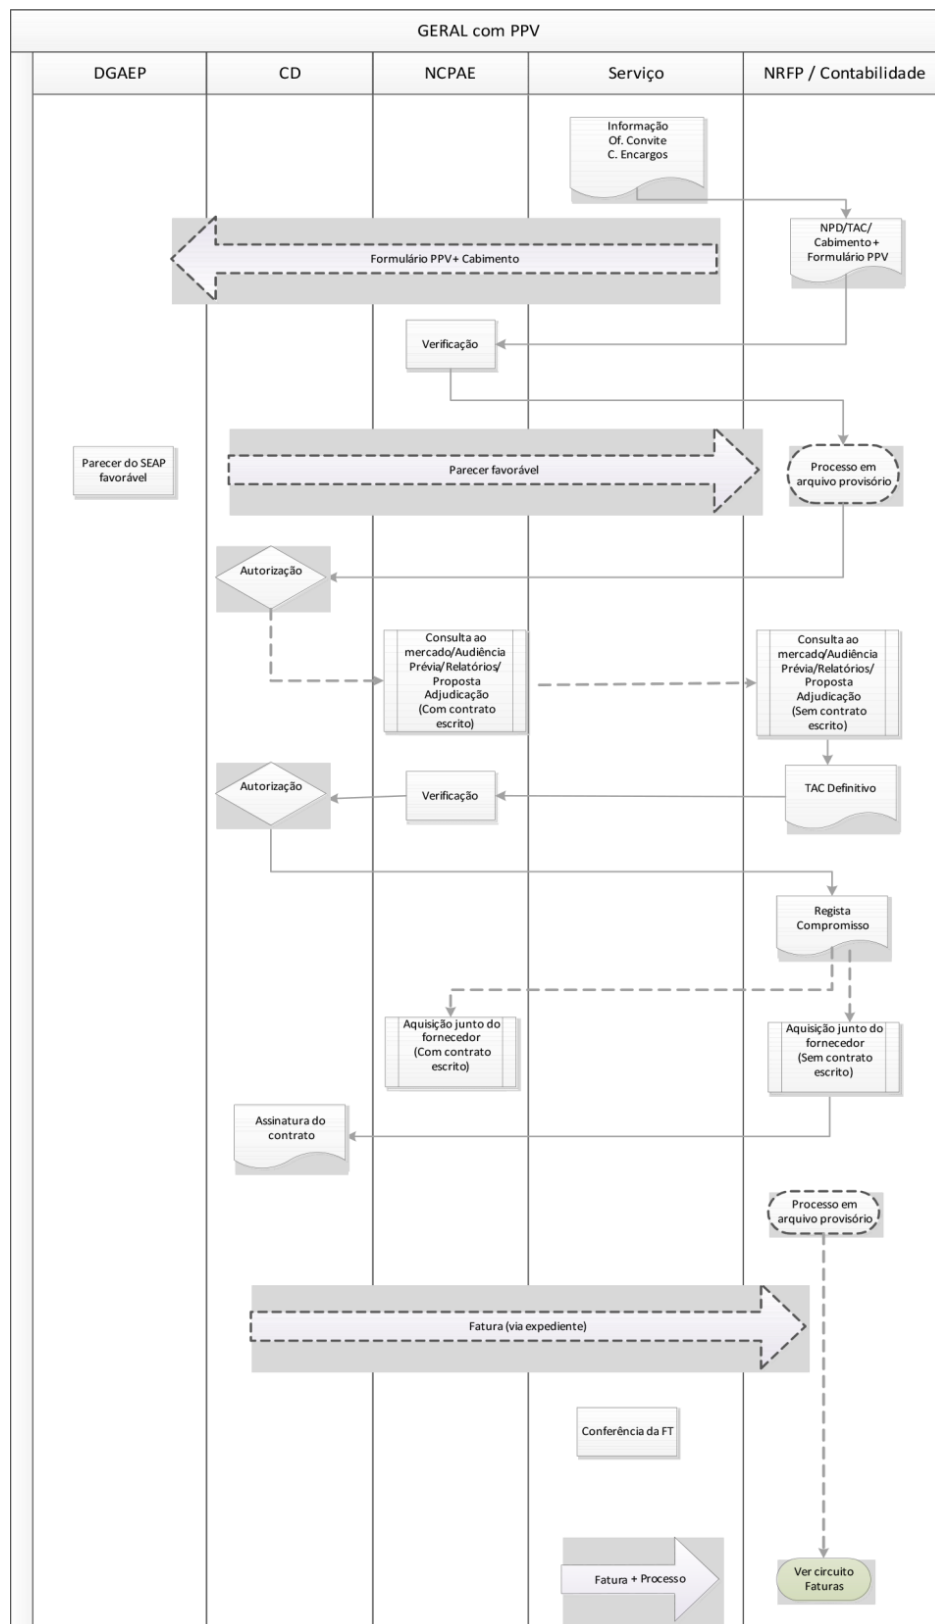 GERAL com PPV
DGAEP
CD
NCPAE
Serviço
NRFP / Contabilidade
Informação
Of. Convite
C. Encargos
NPD/TAC/
Cabimento +
Formulário PPV
Formulário PPV+ Cabimento
Verificação
Parecer do SEAP
favorável
Parecer favorável
Processo em
arquivo provisório
Autorização
Consulta ao
mercado/Audiência
Prévia/Relatórios/
Proposta
Adjudicação
(Com contrato
escrito)
Consulta ao
mercado/Audiência
Prévia/Relatórios/
Proposta
Adjudicação
(Sem contrato
escrito)
Autorização
Verificação
TAC Definitivo
Regista
Compromisso
Aquisição junto do
fornecedor
(Com contrato
escrito)
Aquisição junto do
fornecedor
(Sem contrato
escrito)
Assinatura do
contrato
Processo em
arquivo provisório
Fatura (via expediente)
Conferência da FT
Fatura + Processo
Ver circuito
Faturas